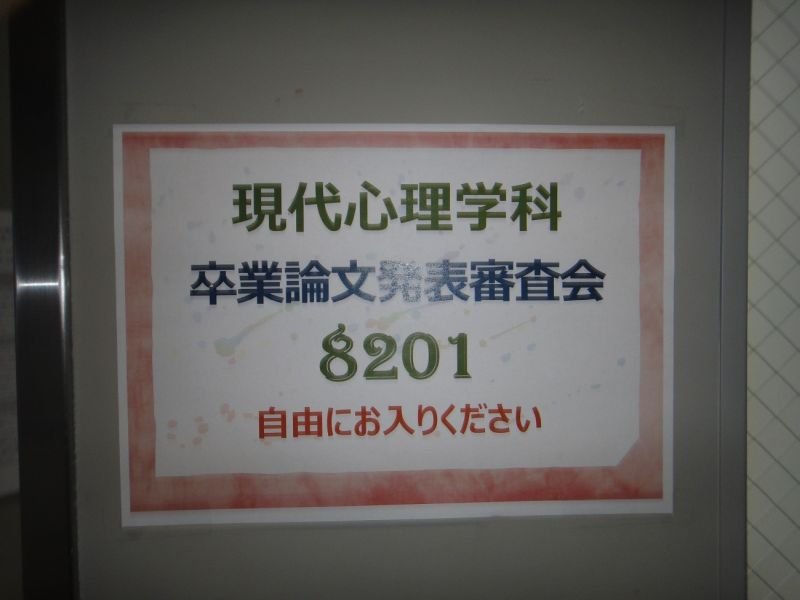 現代心理学科
卒業論文発表審査会
8201
自由にお入りください